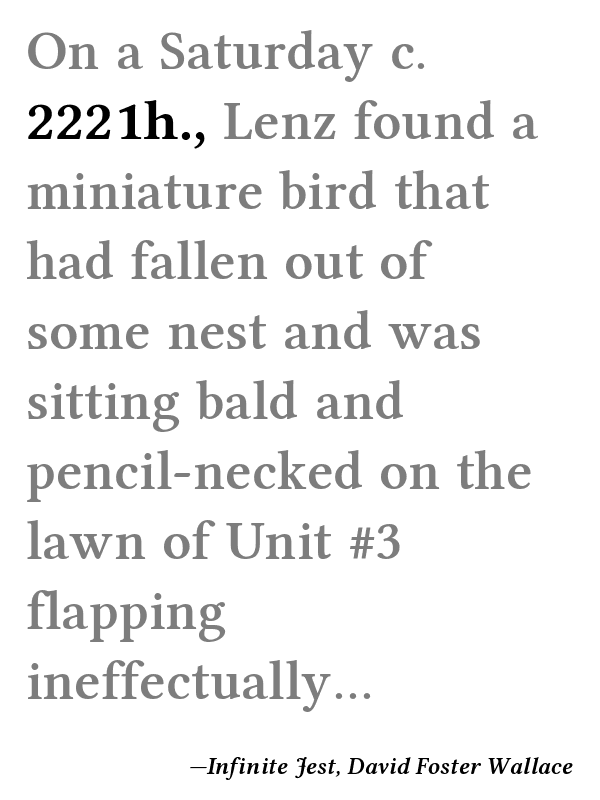 On a Saturday c.
2221h., Lenz found a
miniature bird that
had fallen out of
some nest and was
sitting bald and
pencil-necked on the
lawn of Unit #3
flapping
ineffectually...
—Infinite Jest, David Foster Wallace